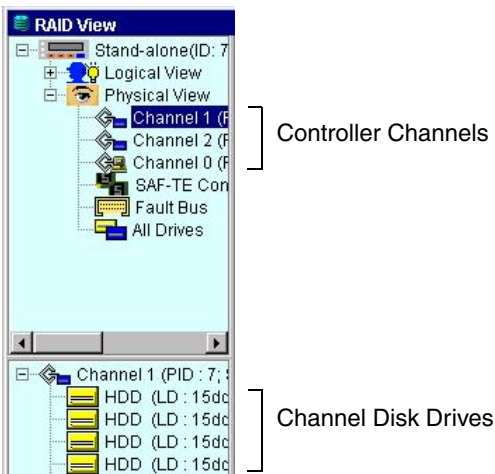 RAID View
Stand-alone(ID: 7
Logical View
Physical View
Channel 1 (F
Channel 2 (F
Channel 0 (F
SAF-TE Con
Fault Bus
All Drives
Controller Channels
Channel 1 (PID : 7;
HDD (LD : 15dc
HDD (LD : 15dc
HDD (LD : 15dc
HDD (LD : 15dc
Channel Disk Drives